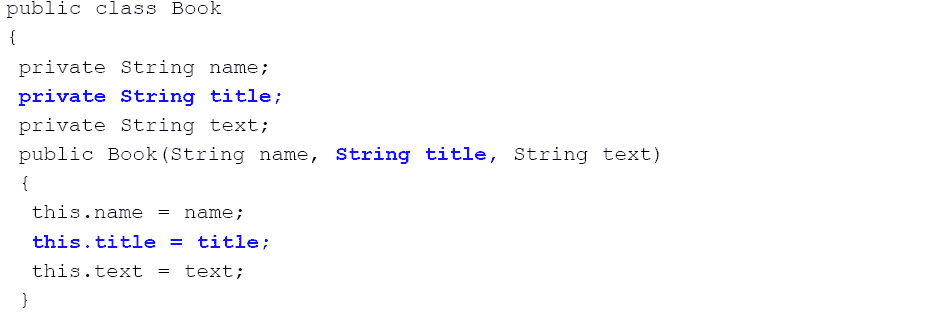 public class Book
{
private String name;
private String title;
private String text;
public Book(String name, String title, String text)
{
this.name = name;
this.title = title;
this.text = text;
}